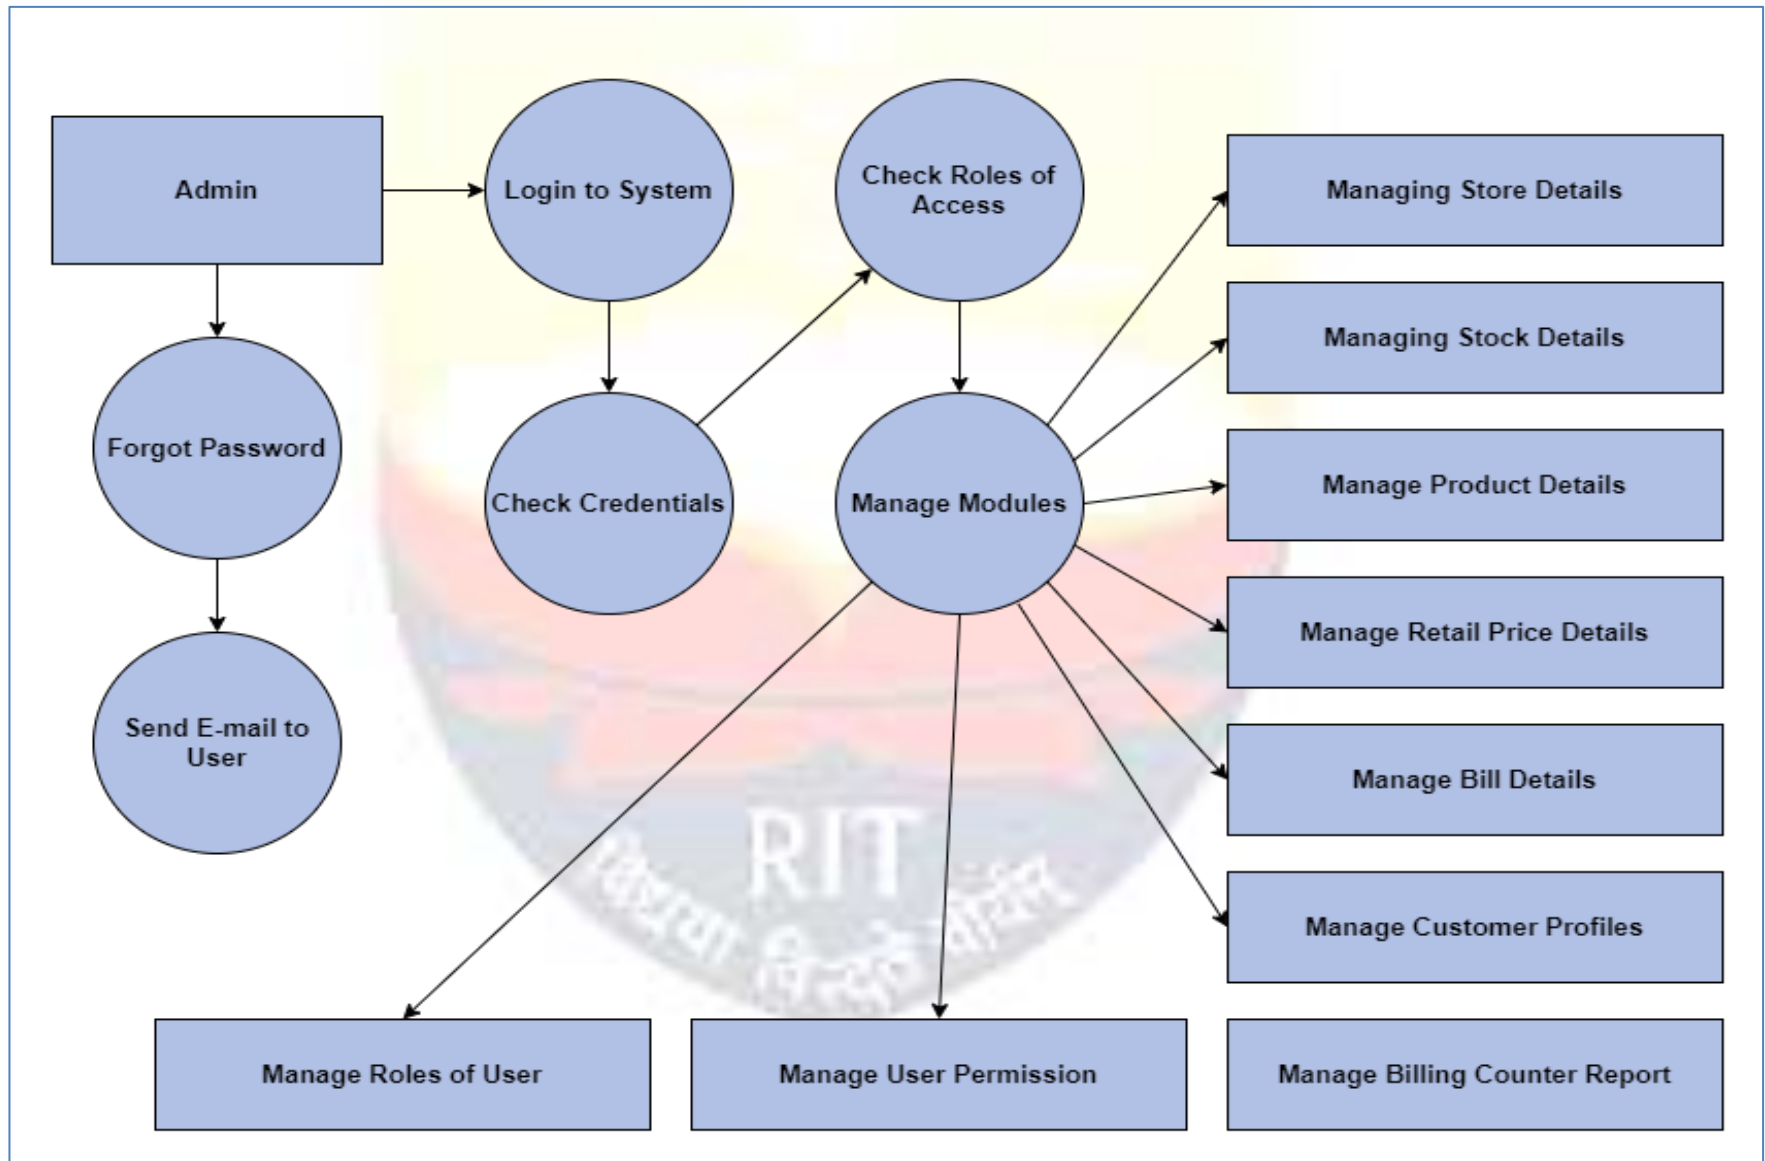 Admin
Login to System
Check Roles of
Access
Managing Store Details
Managing Stock Details
Forgot Password
Check Credentials
Manage Modules
Manage Product Details
Manage Retail Price Details
Send E-mail to
User
Manage Bill Details
RIT
Manage Customer Profiles
Manage Roles of User
Manage User Permission
Manage Billing Counter Report